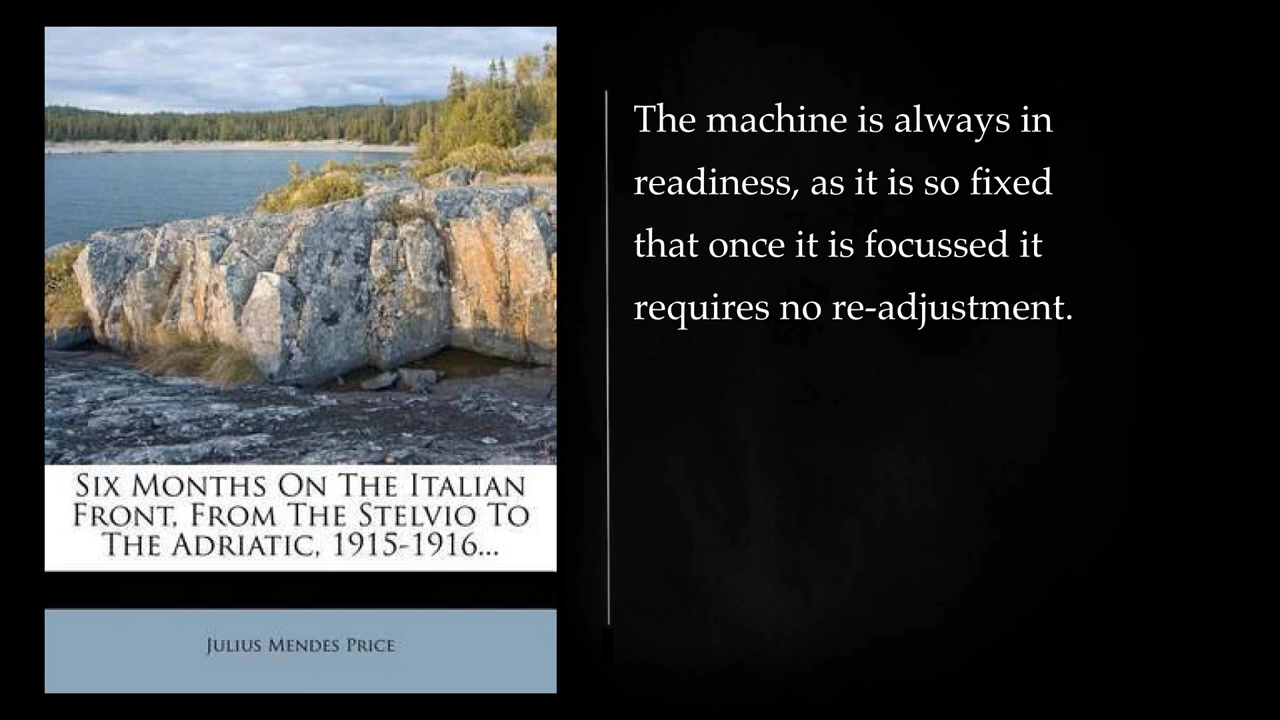 SIX MONTHS ON THE ITALIAN
FRONT, FROM THE STELVIO TO
THE ADRIATIC, 1915-1916...
JULIUS MENDES PRICE
The machine is always in
readiness, as it is so fixed
that once it is focussed it
requires no re-adjustment.